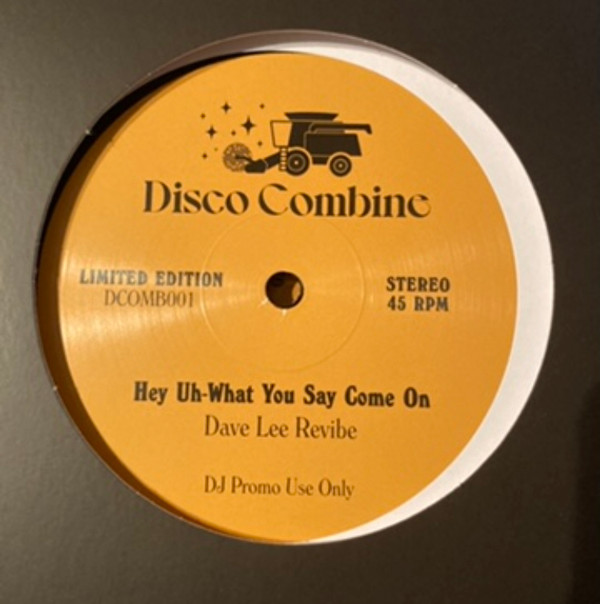 Disco Combine
LIMITED EDITION
DCOMB001
STEREO
45 RPM
Hey Uh-What You Say Come On
Dave Lee Revibe
DJ Promo Use Only